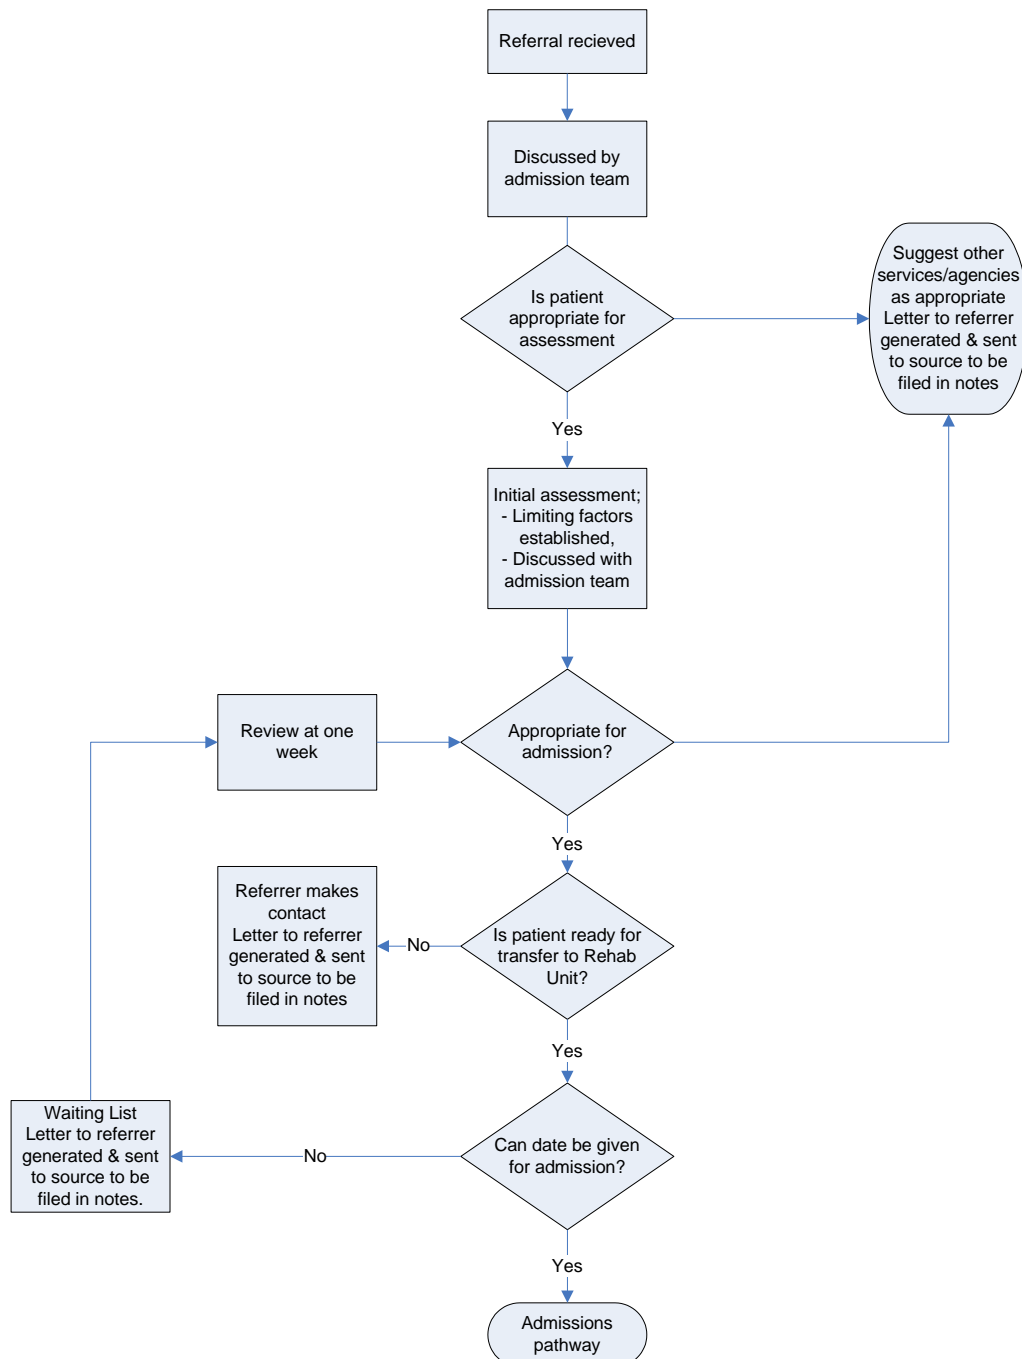 Referral recieved
Discussed by
admission team
Is patient
appropriate for
assessment
Suggest other
services/agencies
as appropriate
Letter to referrer
generated & sent
to source to be
filed in notes
Yes
Initial assessment;
- Limiting factors
established,
- Discussed with
admission team
Review at one
week
Appropriate for
admission?
Yes
Referrer makes
contact
Letter to referrer
generated & sent
to source to be
filed in notes
No
Is patient ready for
transfer to Rehab
Unit?
Yes
Waiting List
Letter to referrer
generated & sent
to source to be
filed in notes.
No
Can date be given
for admission?
Yes
Admissions
pathway